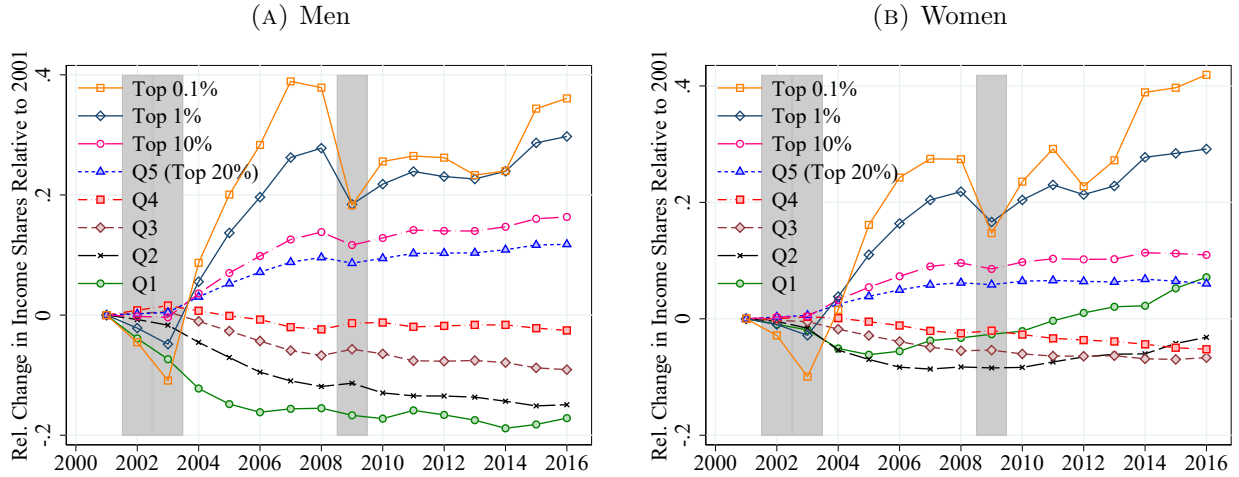 (A) Men
Rel. Change in Income Shares Relative to 2001
.4
.2
0
-.2
Top 0.1%
Top 1%
Top 10%
Q5 (Top 20%)
Q4
Q3
Q2
Q1
2000 2002 2004 2006 2008 2010 2012 2014 2016
(B) Women
Rel. Change in Income Shares Relative to 2001
.4
.2
0
-.2
Top 0.1%
Top 1%
Top 10%
Q5 (Top 20%)
Q4
Q3
Q2
Q1
2000 2002 2004 2006 2008 2010 2012 2014 2016